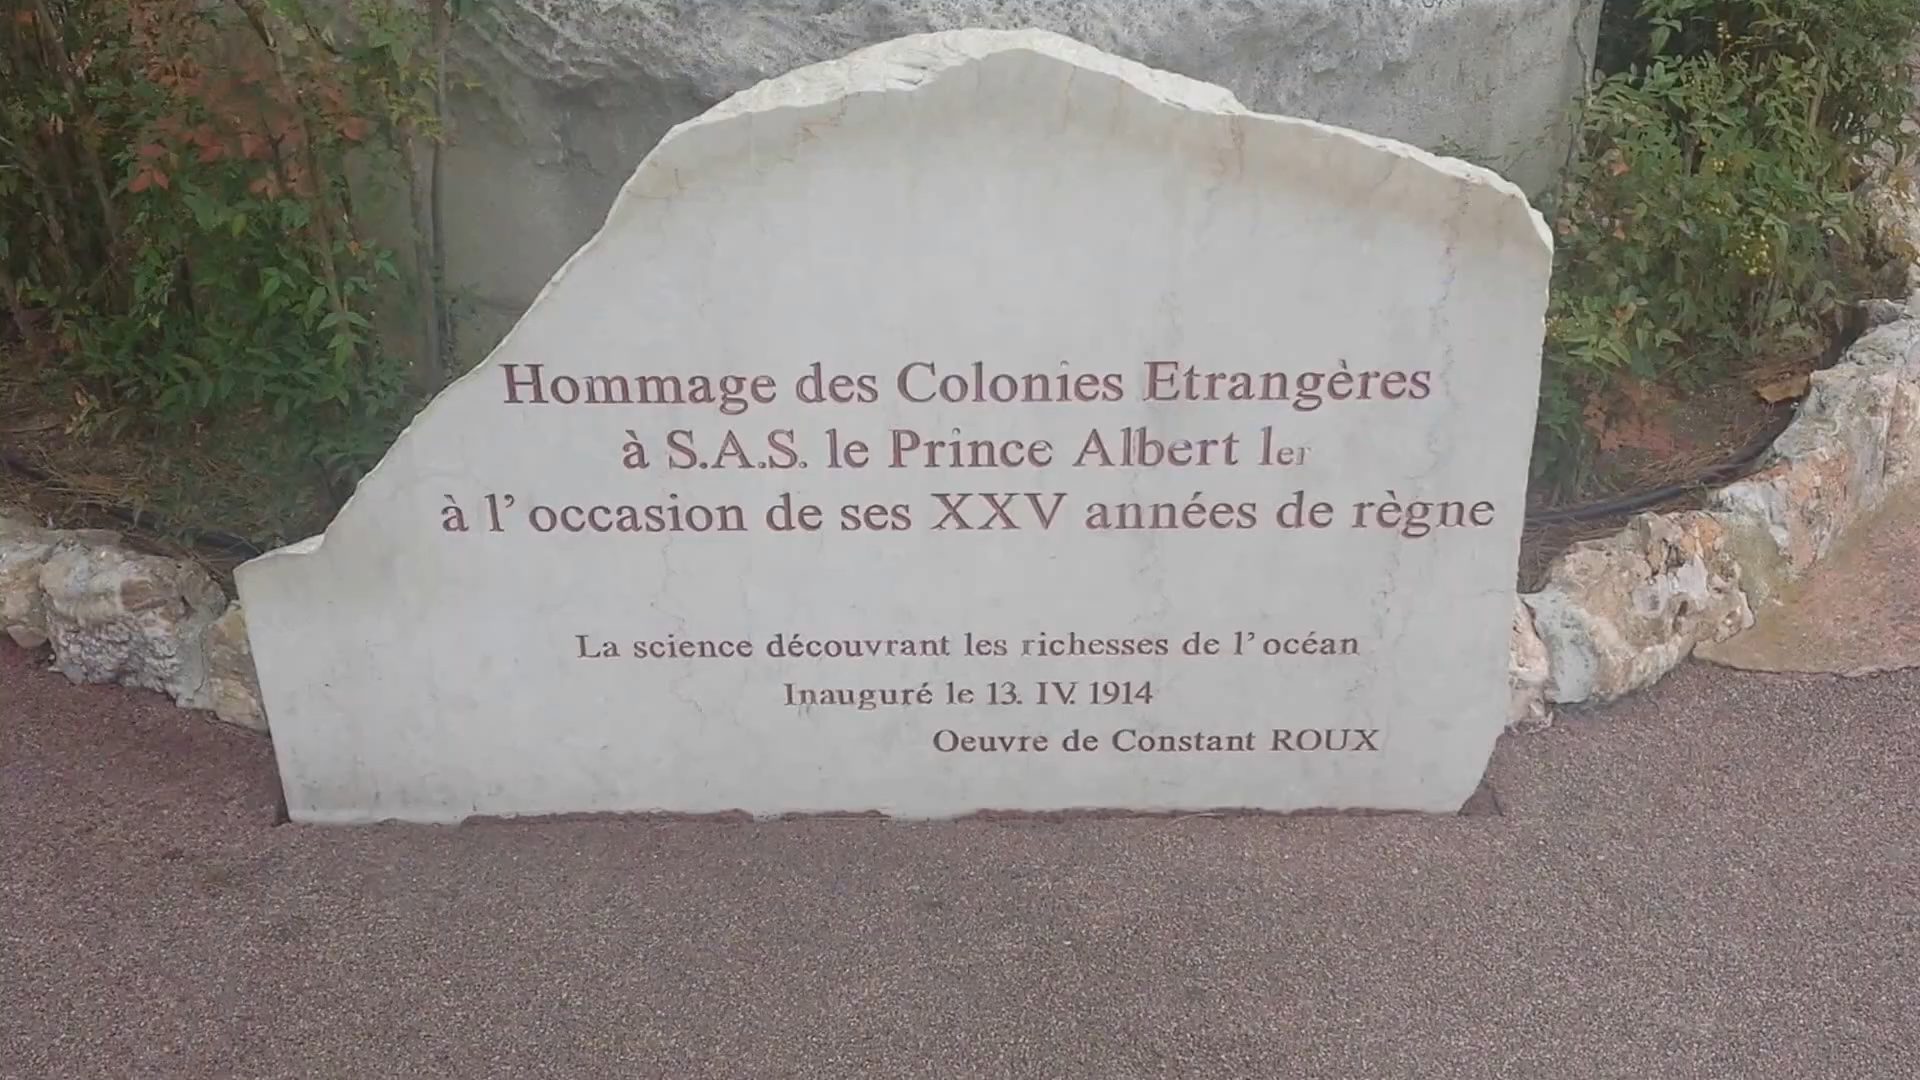 Hommage des Colonies Etrangères
à S.A.S. le Prince Albert 1er
à l'occasion de ses XXV années de règne
La science découvrant les richesses de l'océan
Inauguré le 13. IV. 1914
Oeuvre de Constant ROUX